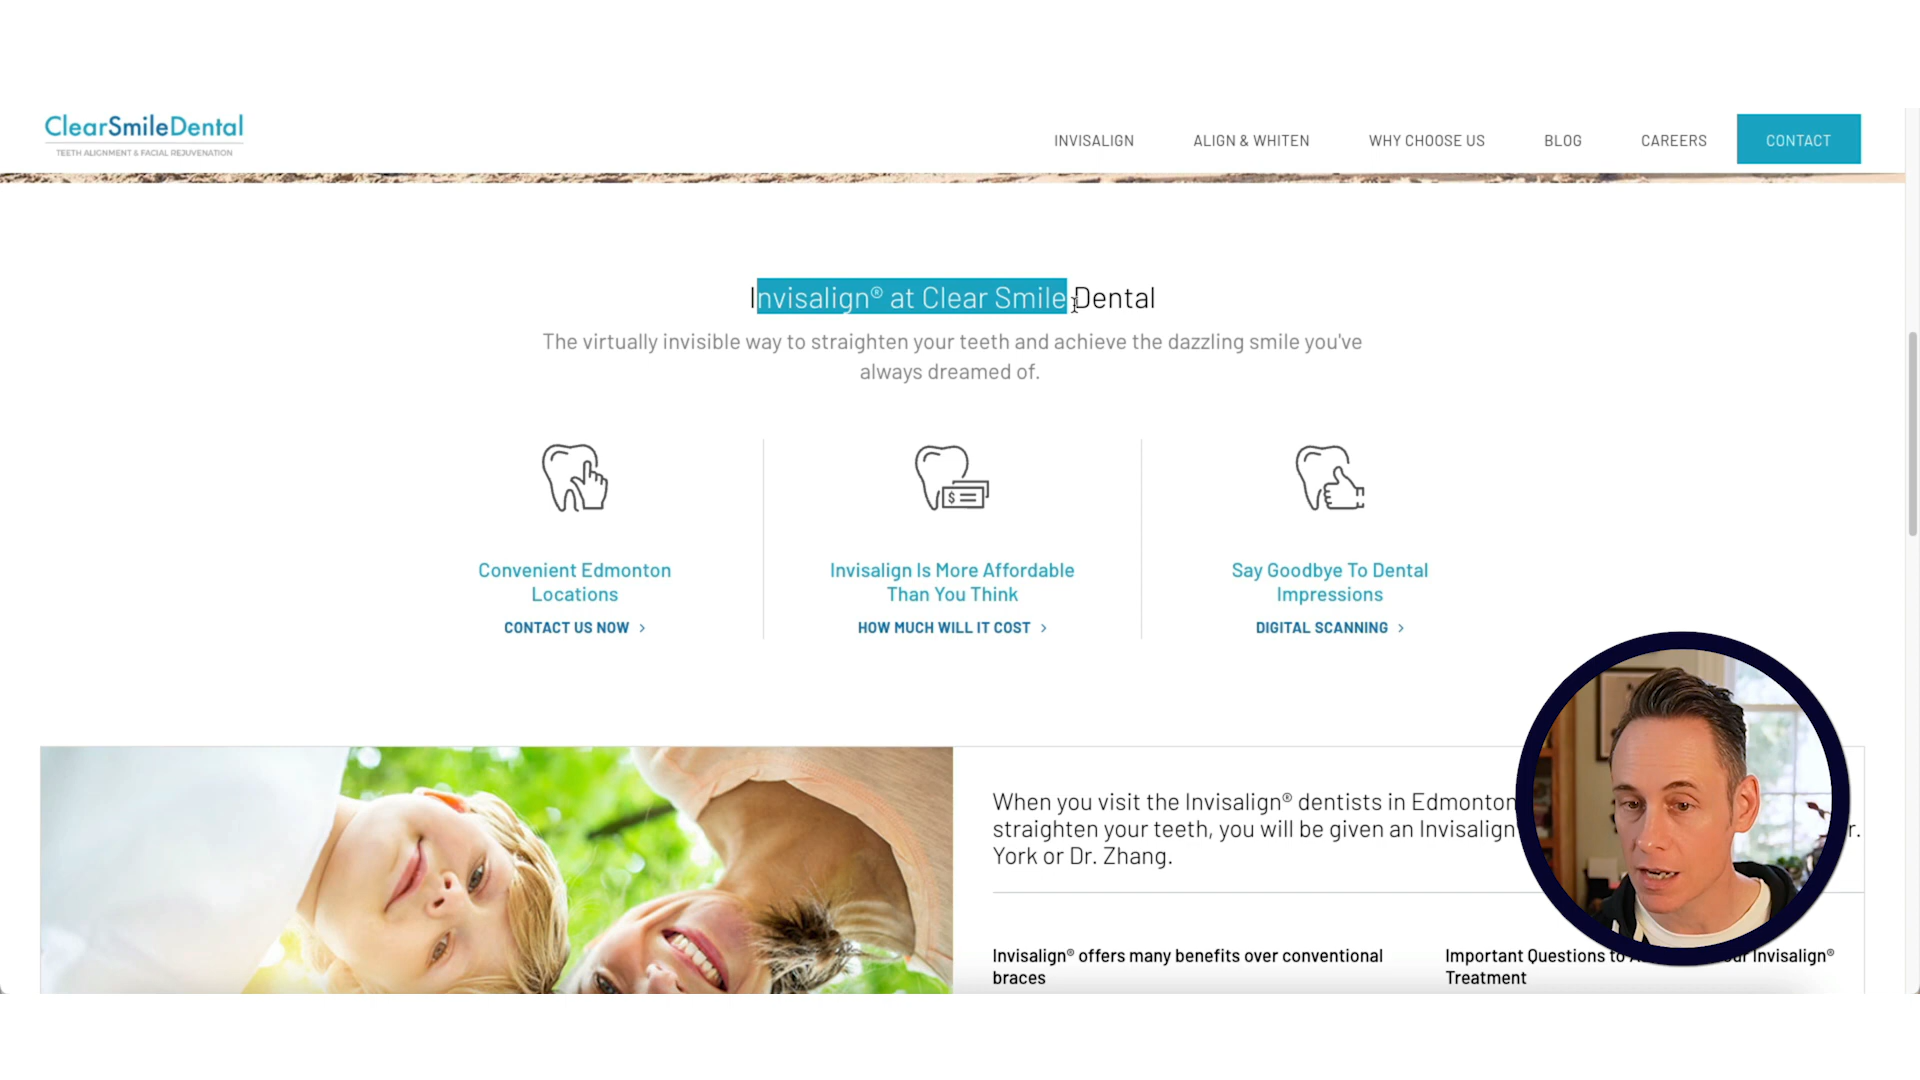 ClearSmileDental
TEETH ALIGNMENT & FACIAL REJUVENATION
INVISALIGN
ALIGN & WHITEN
WHY CHOOSE US
BLOG
CAREERS
CONTACT
Invisalign® at Clear Smile Dental
The virtually invisible way to straighten your teeth and achieve the dazzling smile you've
always dreamed of.
Convenient Edmonton
Locations
CONTACT US NOW >
Invisalign Is More Affordable
Than You Think
HOW MUCH WILL IT COST >
Say Goodbye To Dental
Impressions
DIGITAL SCANNING >
When you visit the Invisalign® dentists in Edmonton
straighten your teeth, you will be given an Invisalign r.
York or Dr. Zhang.
Invisalign® offers many benefits over conventional
braces
Important Questions to Invisalign®
Treatment